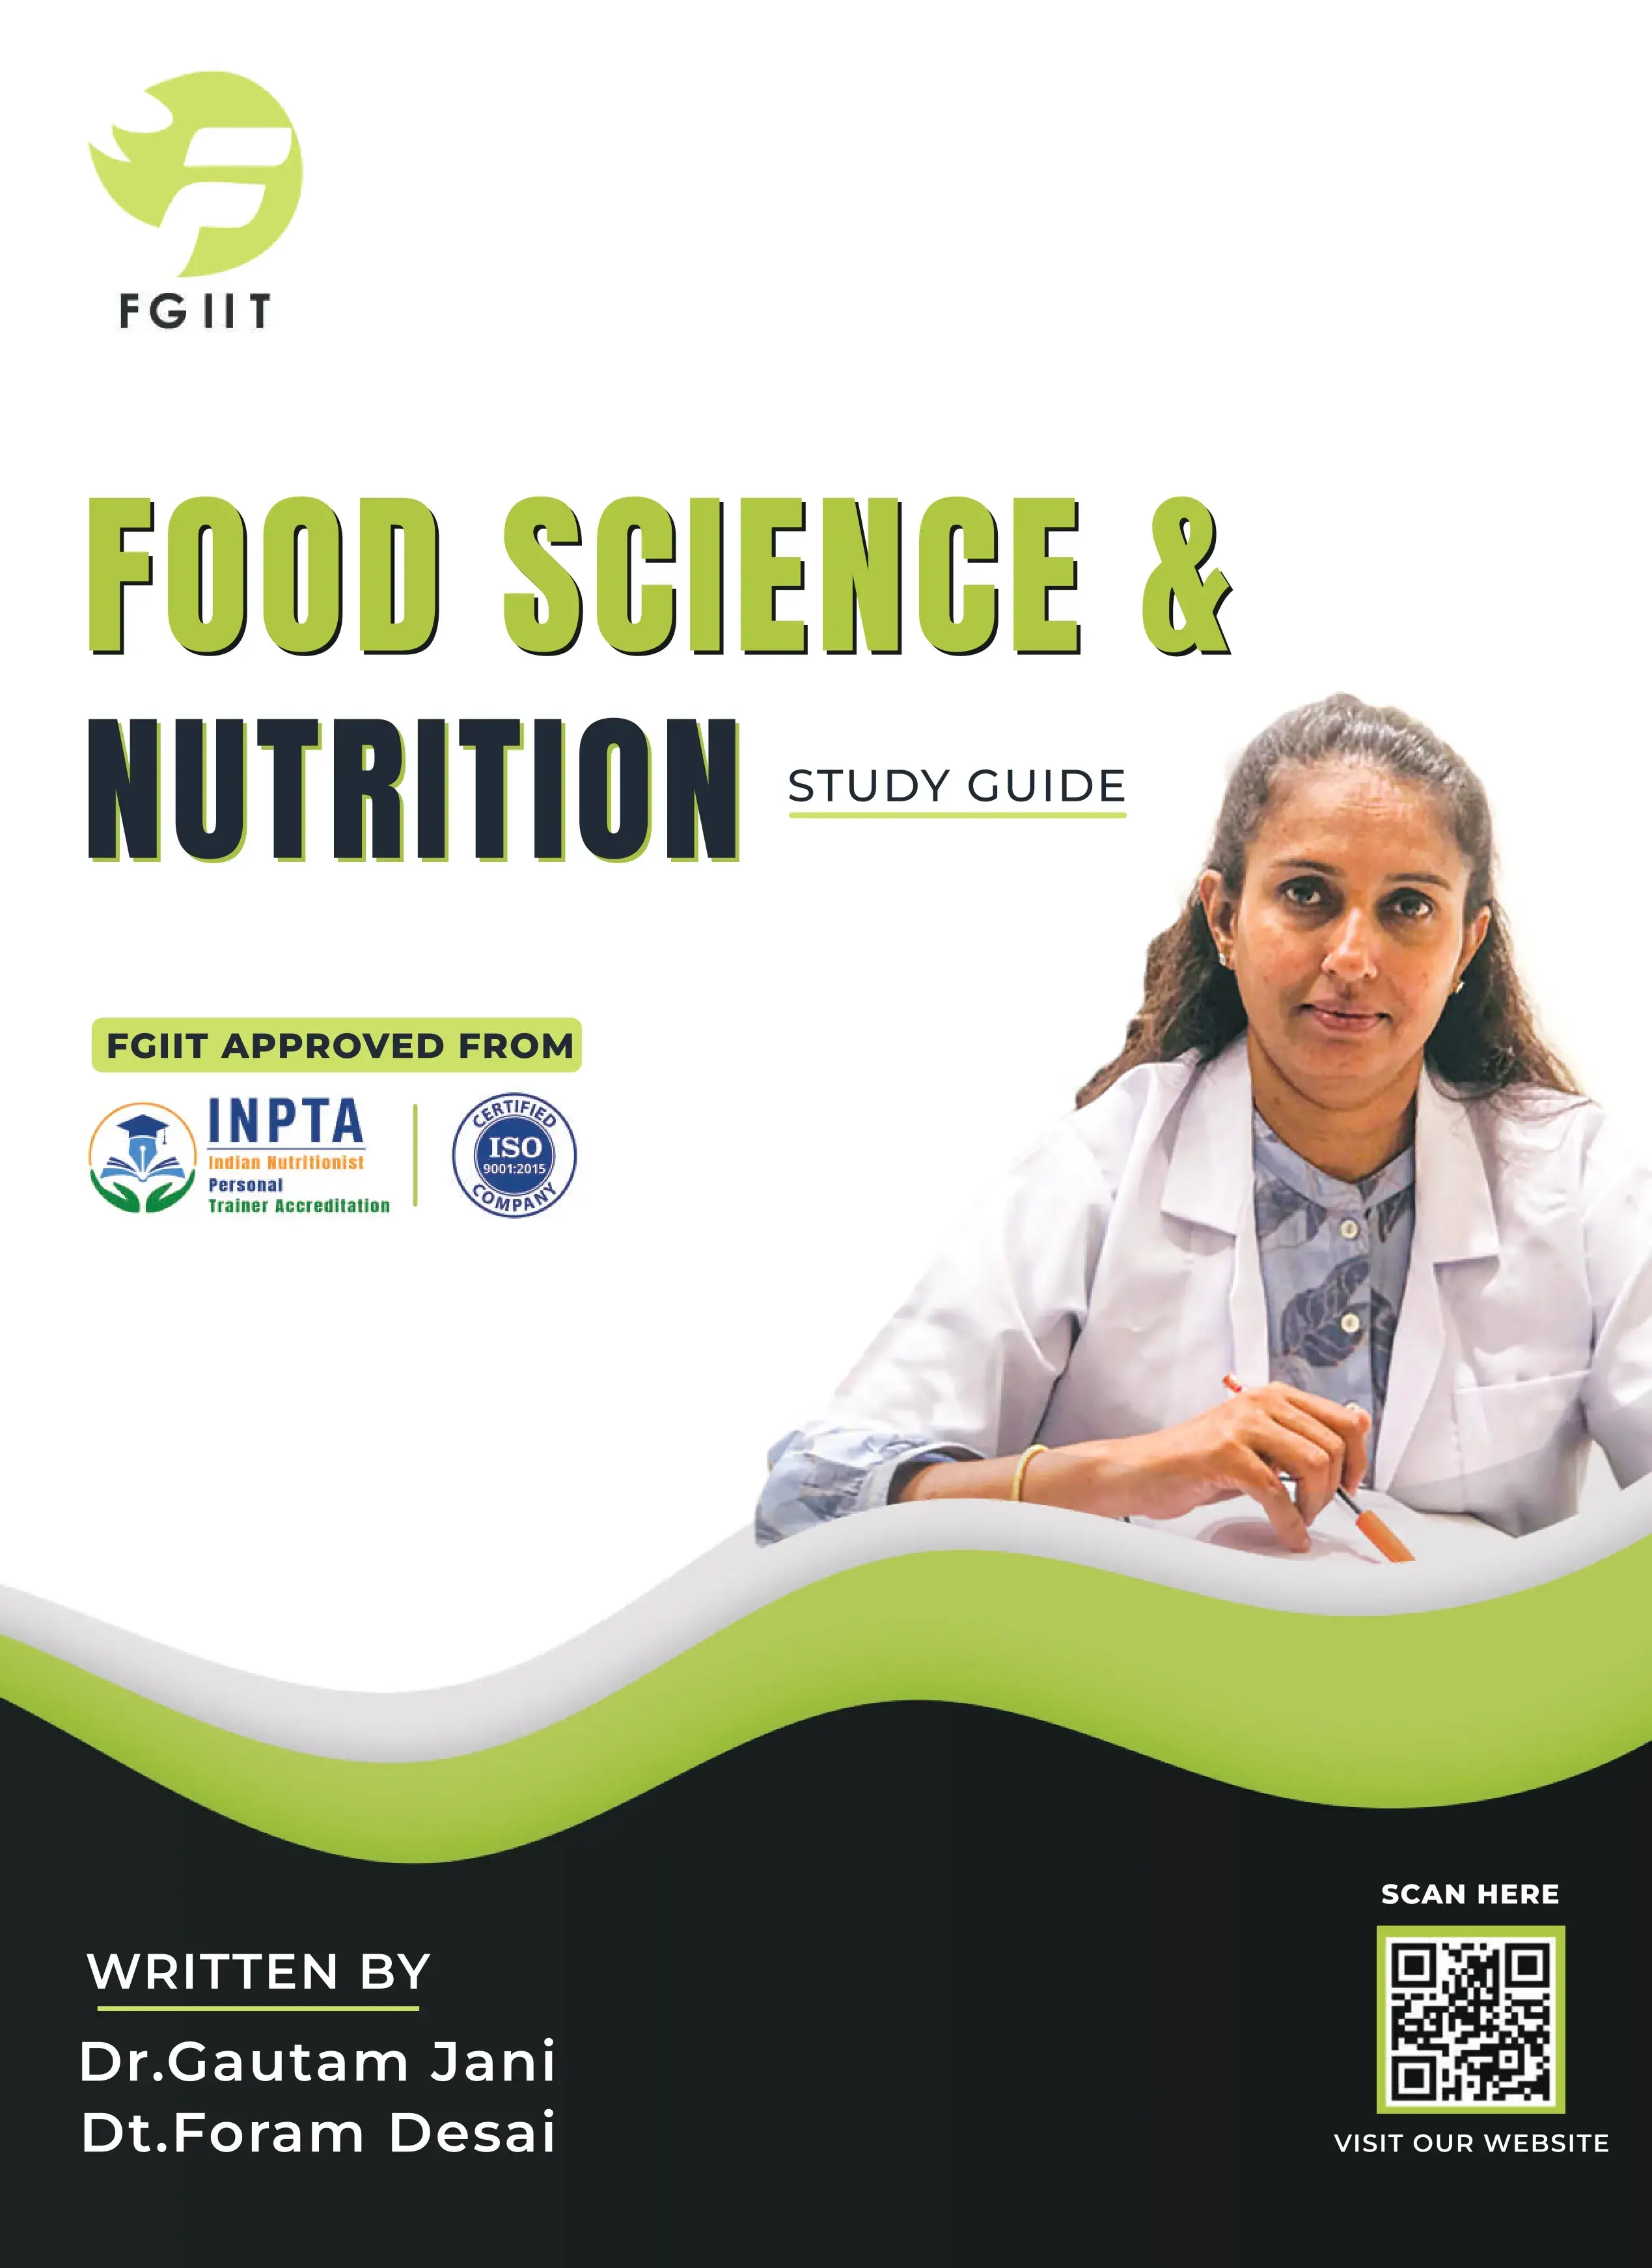 FGIIT
FOOD SCIENCE &
NUTRITION
STUDY GUIDE
FGIIT APPROVED FROM
INPTA
Indian Nutritionist
Personal
Trainer Accreditation
CERTIFIED
ISO
9001:2015
COMPANY
WRITTEN BY
Dr.Gautam Jani
Dt.Foram Desai
SCAN HERE
VISIT OUR WEBSITE